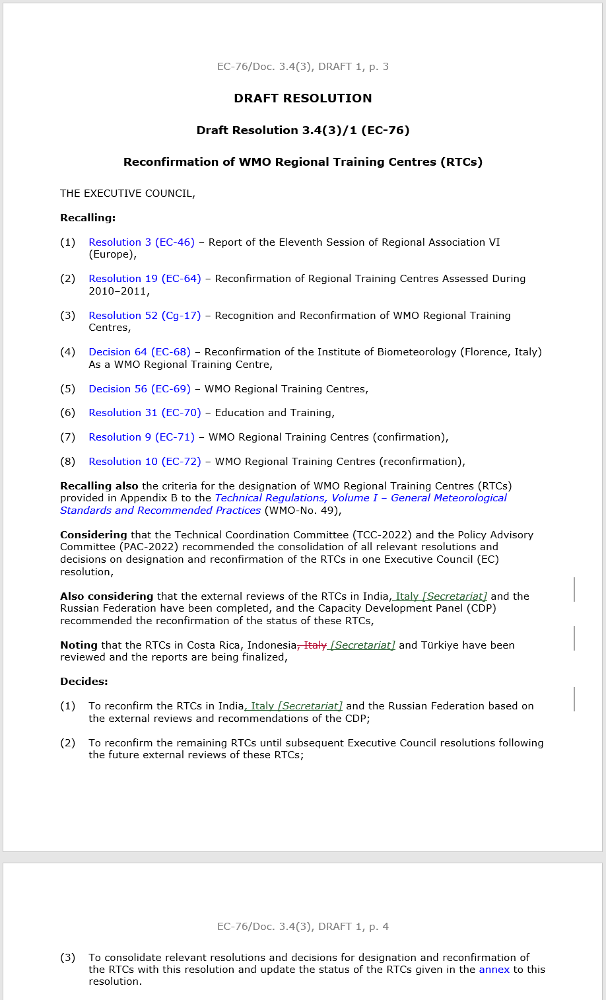 EC-76/Doc. 3.4(3), DRAFT 1, p. 3
DRAFT RESOLUTION
Draft Resolution 3.4(3)/1 (EC-76)
Reconfirmation of WMO Regional Training Centres (RTCs)
THE EXECUTIVE COUNCIL,
Recalling:
(1) Resolution 3 (EC-46) – Report of the Eleventh Session of Regional Association VI
(Europe),
(2) Resolution 19 (EC-64) – Reconfirmation of Regional Training Centres Assessed During
2010–2011,
(3) Resolution 52 (Cg-17) – Recognition and Reconfirmation of WMO Regional Training
Centres,
(4) Decision 64 (EC-68) – Reconfirmation of the Institute of Biometeorology (Florence, Italy)
As a WMO Regional Training Centre,
(5) Decision 56 (EC-69) – WMO Regional Training Centres,
(6) Resolution 31 (EC-70) – Education and Training,
(7) Resolution 9 (EC-71) – WMO Regional Training Centres (confirmation),
(8) Resolution 10 (EC-72) – WMO Regional Training Centres (reconfirmation),
Recalling also the criteria for the designation of WMO Regional Training Centres (RTCs)
provided in Appendix B to the Technical Regulations, Volume I – General Meteorological
Standards and Recommended Practices (WMO-No. 49),
Considering that the Technical Coordination Committee (TCC-2022) and the Policy Advisory
Committee (PAC-2022) recommended the consolidation of all relevant resolutions and
decisions on designation and reconfirmation of the RTCs in one Executive Council (EC)
resolution,
Also considering that the external reviews of the RTCs in India, Italy [Secretariat] and the
Russian Federation have been completed, and the Capacity Development Panel (CDP)
recommended the reconfirmation of the status of these RTCs,
Noting that the RTCs in Costa Rica, Indonesia, Italy [Secretariat] and Türkiye have been
reviewed and the reports are being finalized,
Decides:
(1) To reconfirm the RTCs in India, Italy [Secretariat] and the Russian Federation based on
the external reviews and recommendations of the CDP;
(2) To reconfirm the remaining RTCs until subsequent Executive Council resolutions following
the future external reviews of these RTCs;
EC-76/Doc. 3.4(3), DRAFT 1, p. 4
(3) To consolidate relevant resolutions and decisions for designation and reconfirmation of
the RTCs with this resolution and update the status of the RTCs given in the annex to this
resolution.